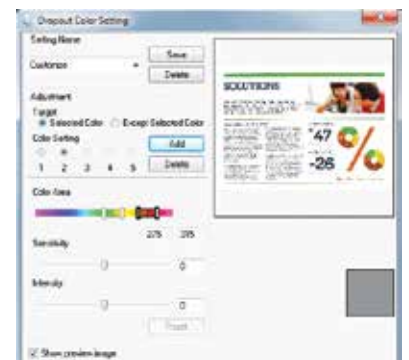 Dropout Color Setting
Setting Name
Save
Customize
Delete
Adjustment
Target
Selected Color Except Selected Color
Color Setting
Add
1 2 3 4 5 Delete
Color Area
275 315
Sensitivity
0
Intensity
0
Reset
Show preview image
SOLUTIONS
47
-26